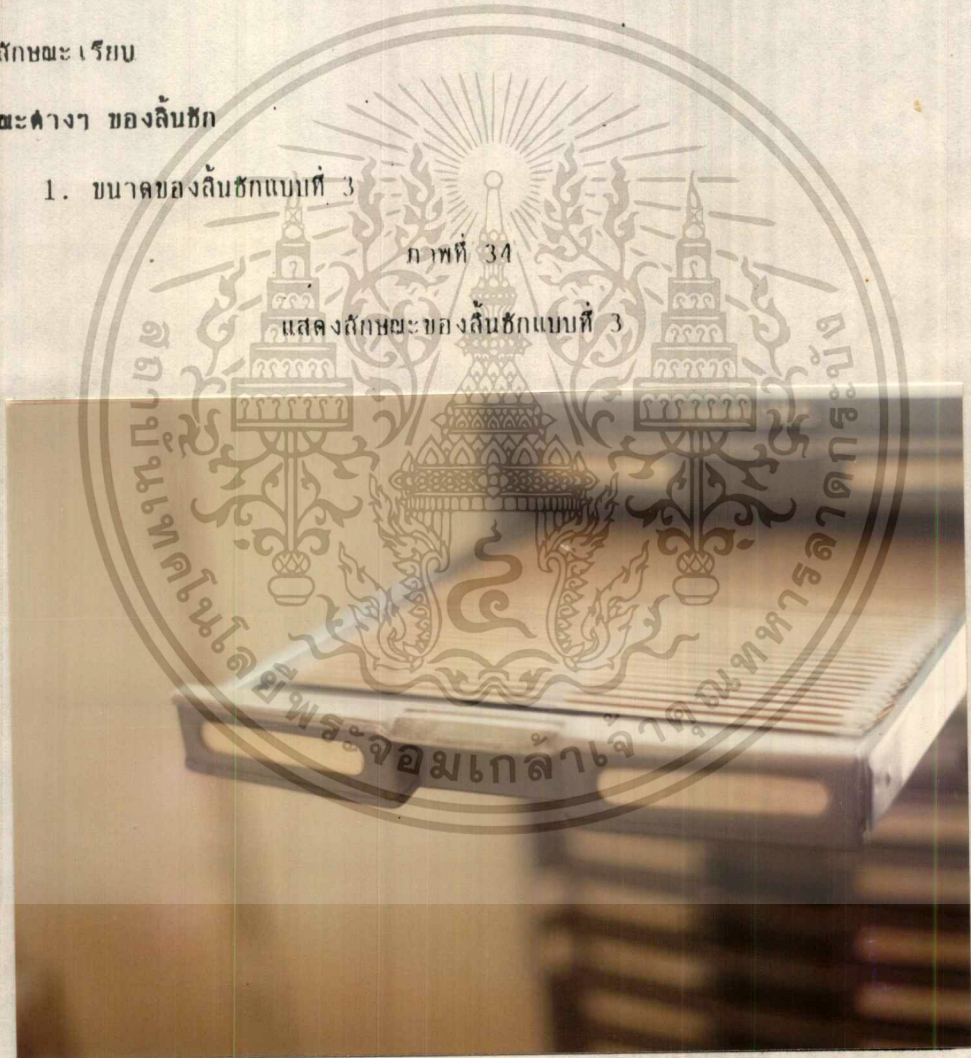 ลักษณะเรียบ
ณะต่างๆ ของลิ้นชัก
1. ขนาดของลิ้นชักแบบที่ 3
ภาพที่ 34
แสดงลักษณะของลิ้นชักแบบที่ 3
สถาบันเทคโนโลยีพระจอมเกล้าเจ้าคุณทหารลาดกระบัง